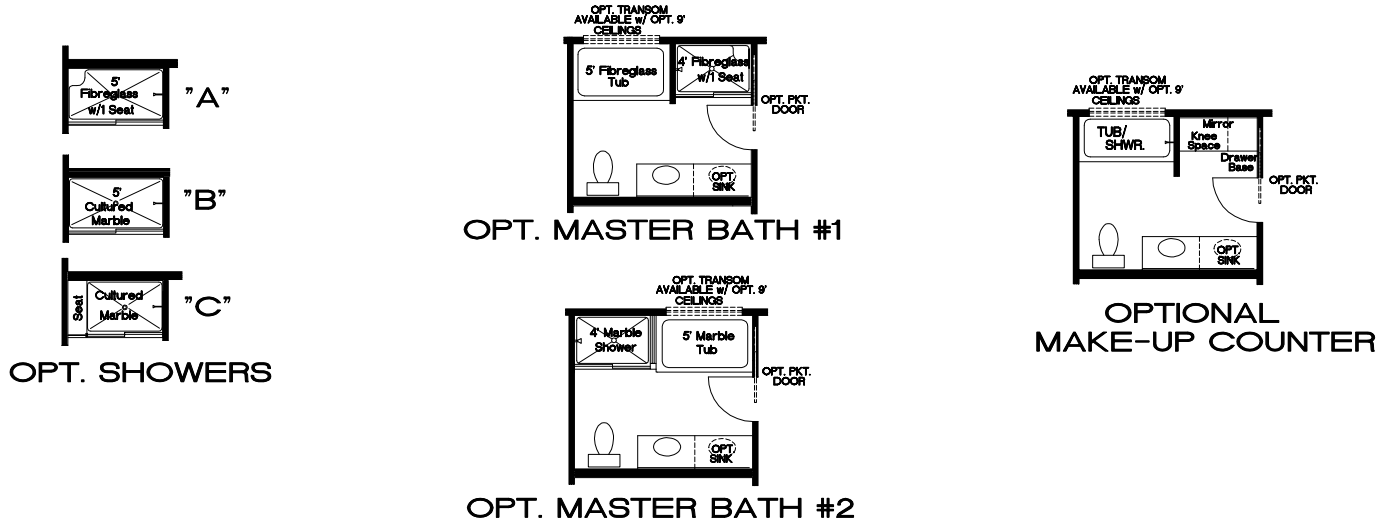 5'
Fibreglass
w/1 Seat
"A"
5'
Cultured
Marble
"B"
Seat
Cultured
Marble
"C"
OPT. SHOWERS
OPT. TRANSOM
AVAILABLE w/ OPT. 9'
CEILINGS
5' Fibreglass
Tub
4' Fibreglass
w/1 Seat
OPT. PKT.
DOOR
OPT
SINK
OPT. MASTER BATH #1
OPT. TRANSOM
AVAILABLE w/ OPT. 9'
CEILINGS
4' Marble
Shower
5' Marble
Tub
OPT. PKT.
DOOR
OPT
SINK
OPT. MASTER BATH #2
OPT. TRANSOM
AVAILABLE w/ OPT. 9'
CEILINGS
TUB/
SHWR.
Mirror
Knee
Space
Drawer
Base
OPT. PKT.
DOOR
OPT
SINK
OPTIONAL
MAKE-UP COUNTER